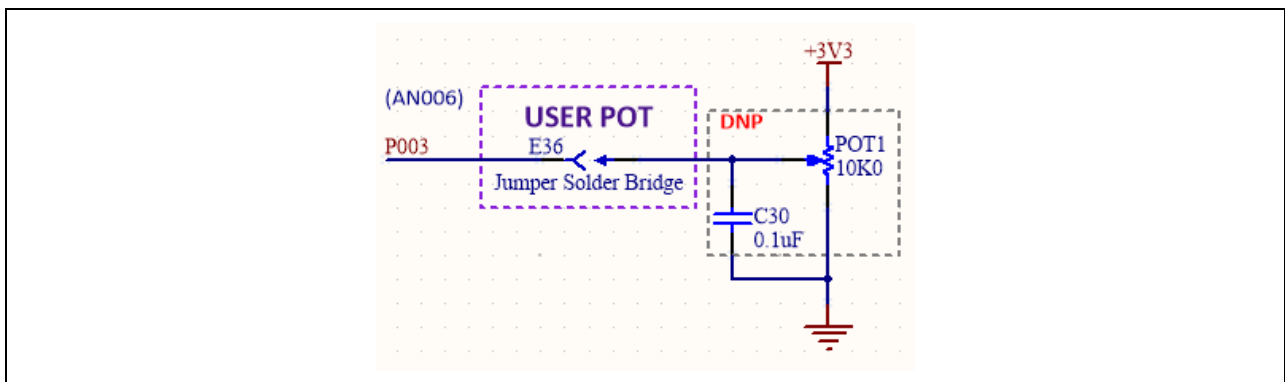 +3V3
(AN006)
USER POT
DNP
P003
E36
POT1
10K0
Jumper Solder Bridge
C30
0.1uF